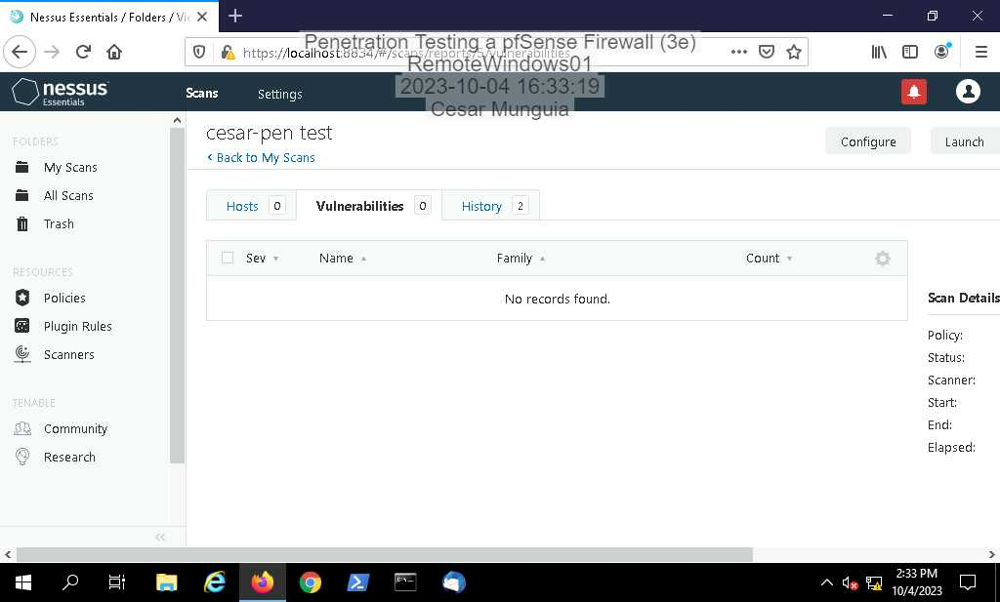 Nessus Essentials / Folders / Vie
https://localhost:8834/#/scans/reports/5/vulnerabilities
Penetration Testing a pfSense Firewall (3e)
RemoteWindows01
2023-10-04 16:33:19
Cesar Munguia
nessus
Essentials
Scans
Settings
FOLDERS
My Scans
All Scans
Trash
RESOURCES
Policies
Plugin Rules
Scanners
TENABLE
Community
Research
cesar-pen test
Back to My Scans
Configure
Launch
Hosts 0
Vulnerabilities 0
History 2
Sev Name Family Count
No records found.
Scan Details
Policy:
Status:
Scanner:
Start:
End:
Elapsed:
2:33 PM
10/4/2023